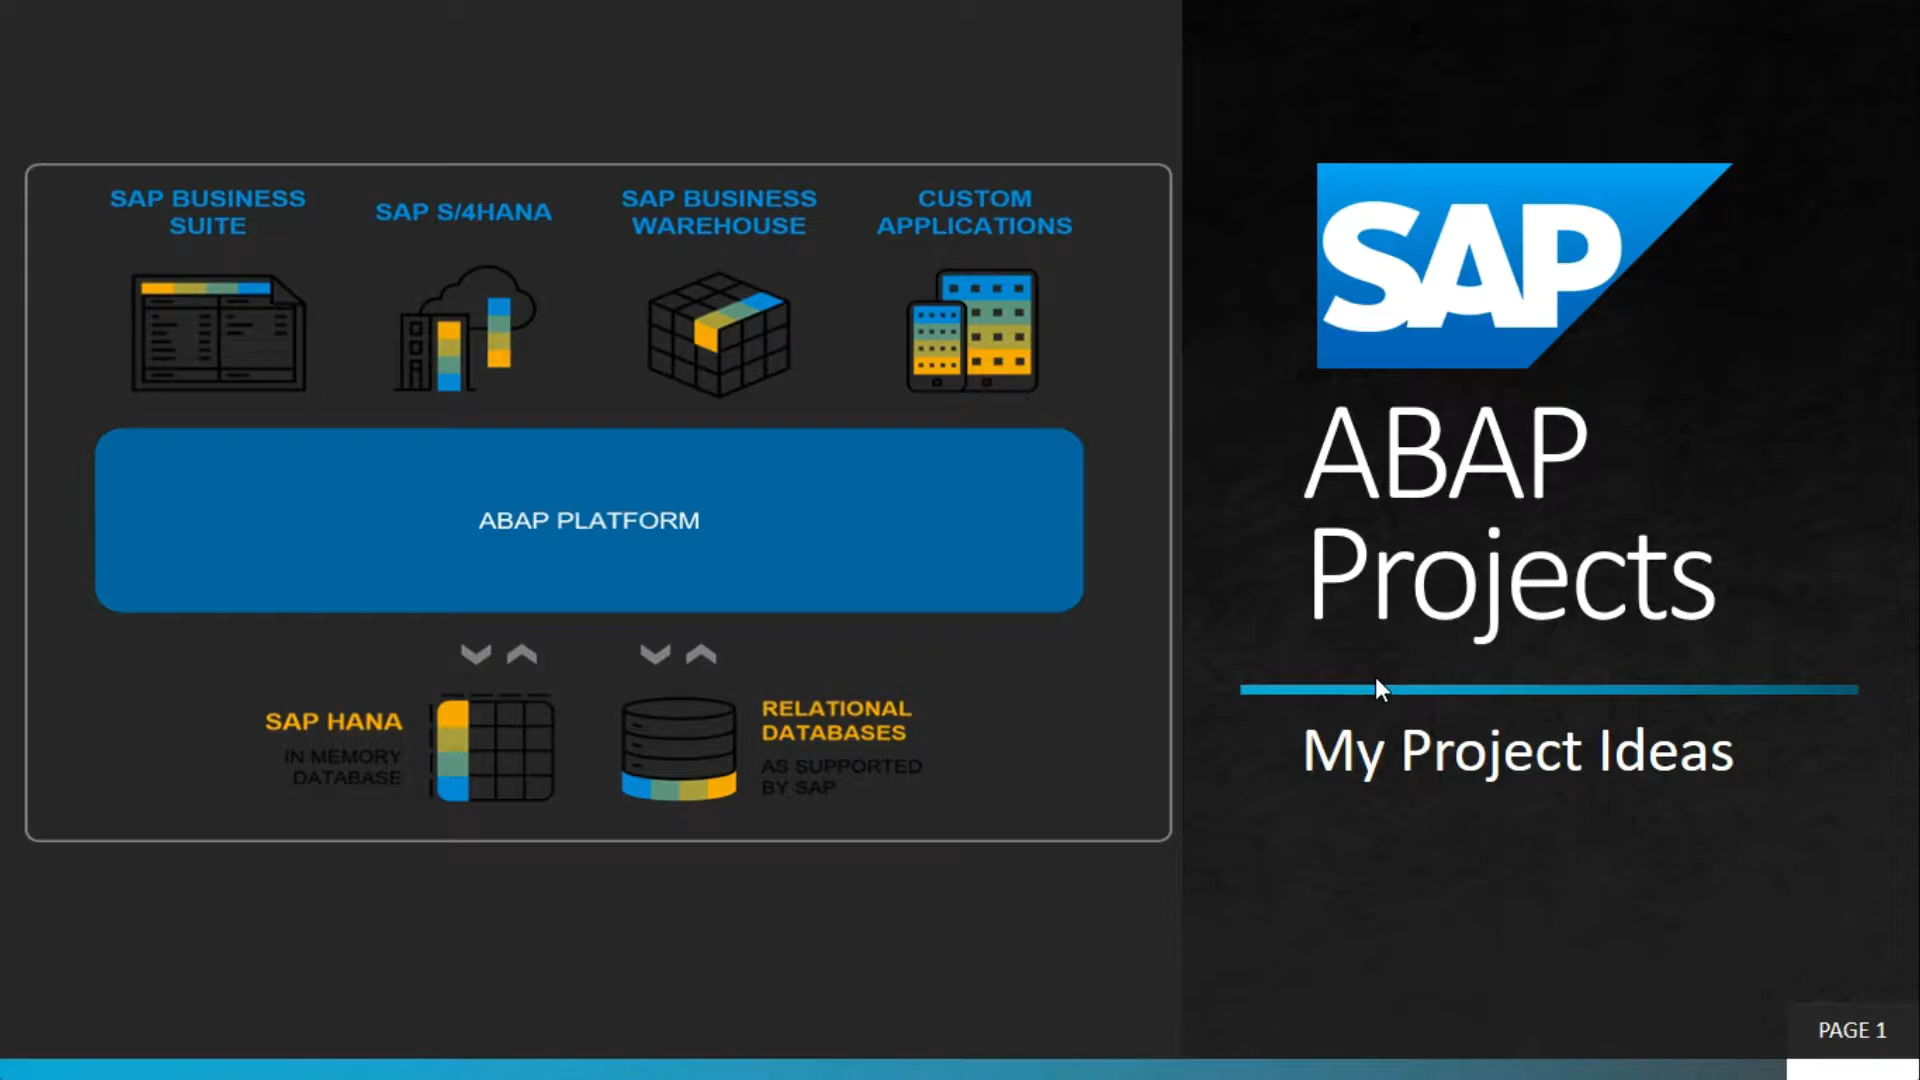 SAP BUSINESS
SUITE
SAP S/4HANA
SAP BUSINESS
WAREHOUSE
CUSTOM
APPLICATIONS
ABAP PLATFORM
SAP HANA
IN MEMORY
DATABASE
RELATIONAL
DATABASES
AS SUPPORTED
BY SAP
SAP
ABAP
Projects
My Project Ideas
PAGE 1